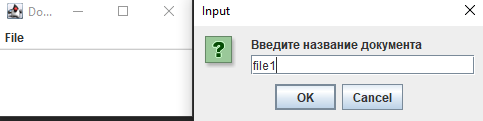 Do...
File
Input
Введите название документа
file1
OK
Cancel